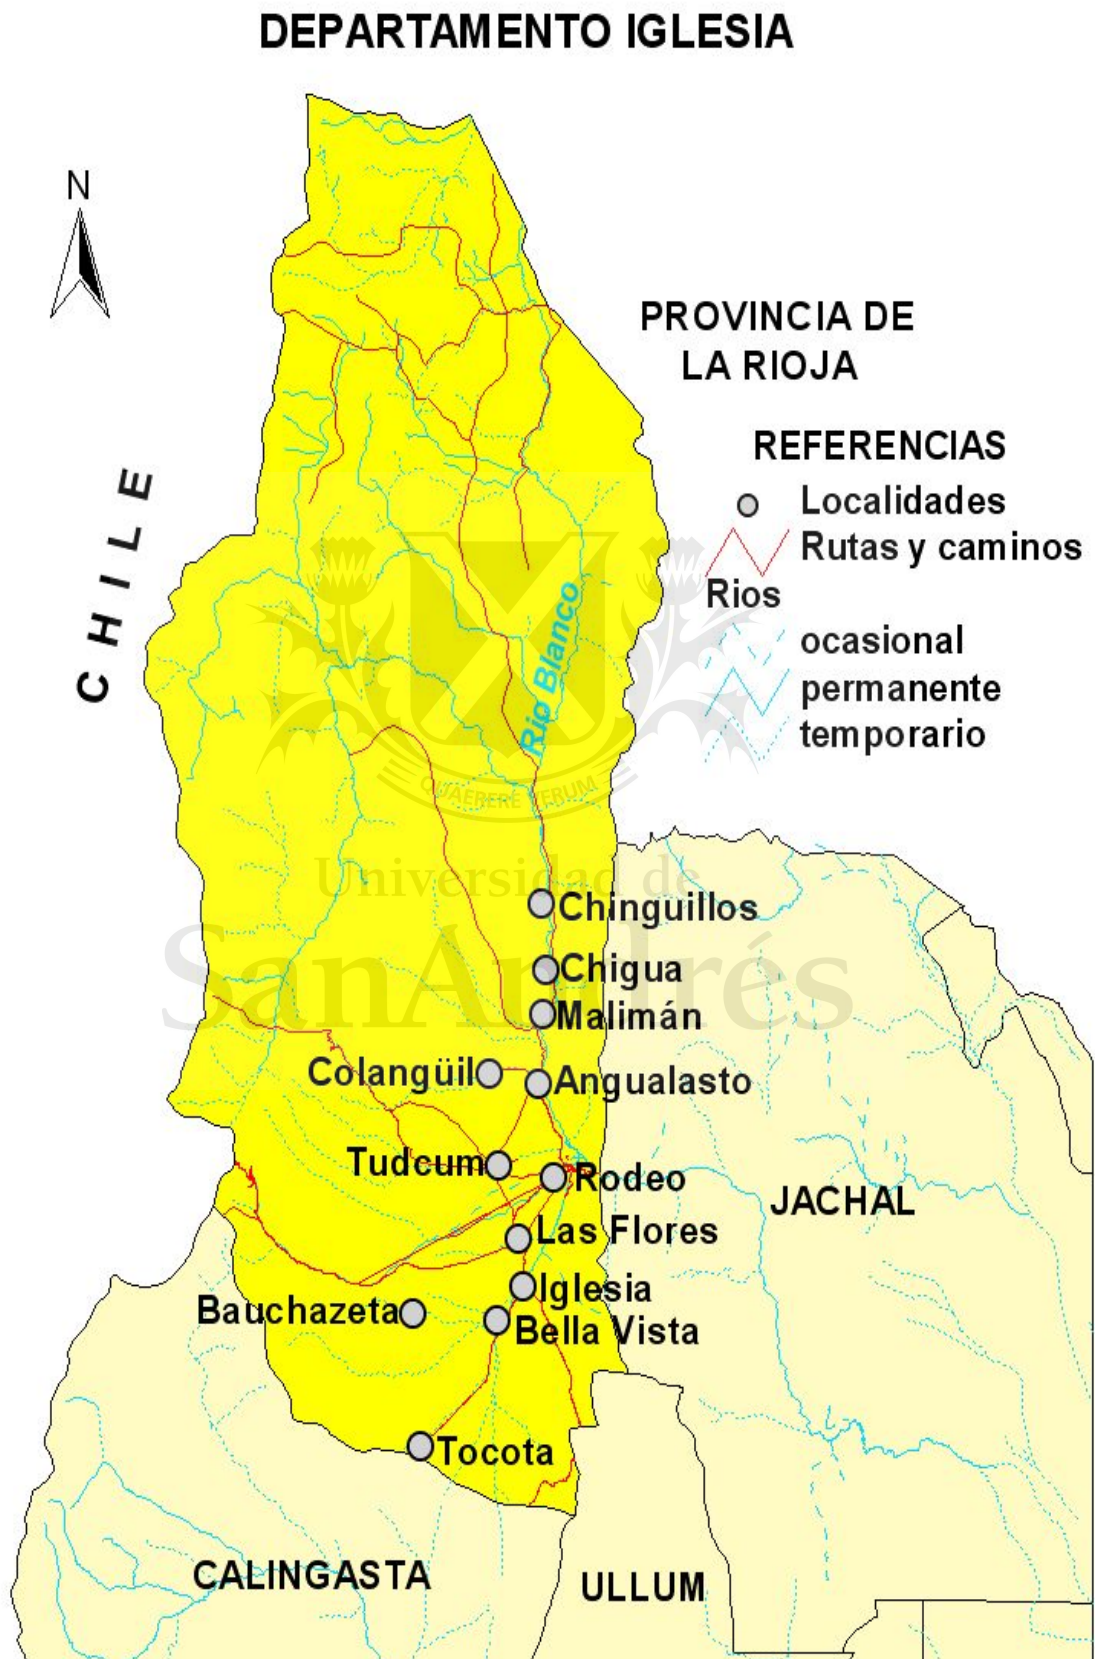 DEPARTAMENTO IGLESIA
N
PROVINCIA DE
LA RIOJA
REFERENCIAS
Localidades
Rutas y caminos
Rios
ocasional
permanente
temporario
CHILE
Rio Blanco
QUAERERE VERUM
Universidad de
SanAndrés
Chinguillos
Chigua
Malimán
Colangüil
Angualasto
Tudcum
Rodeo
JACHAL
Las Flores
Iglesia
Bauchazeta
Bella Vista
Tocota
CALINGASTA
ULLUM